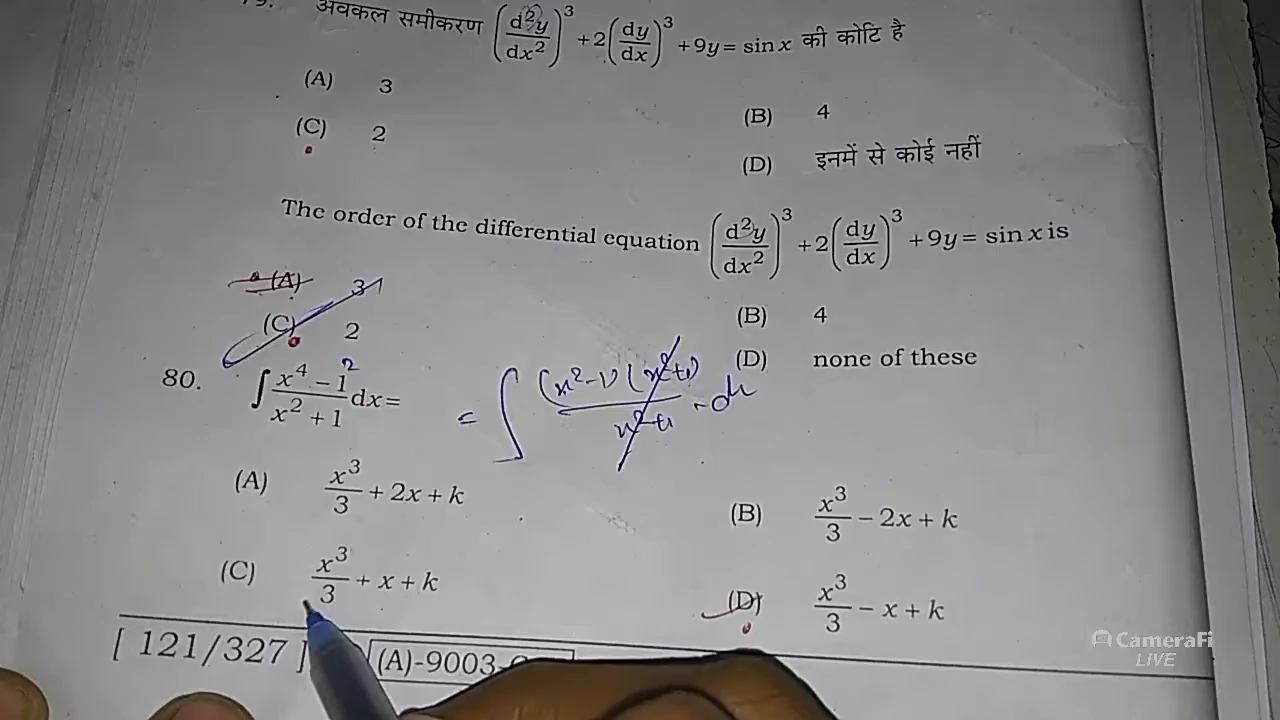 अवकल समीकरण (d²y/dx²)³ + 2(dy/dx)³ + 9y = sin x की कोटि है
(A) 3
(B) 4
(C) 2
(D) इनमें से कोई नहीं
The order of the differential equation (d²y/dx²)³ + 2(dy/dx)³ + 9y = sin x is
(A) 3
(B) 4
(C) 2
(D) none of these
80. ∫ (x⁴ – 1)/(x² + 1) dx =
= ∫ (x²-1)(x²+1)/(x²+1) · dx
(A) x³/3 + 2x + k
(B) x³/3 – 2x + k
(C) x³/3 + x + k
(D) x³/3 – x + k
[ 121/327 ]
(A)-9003-
CameraFi
LIVE